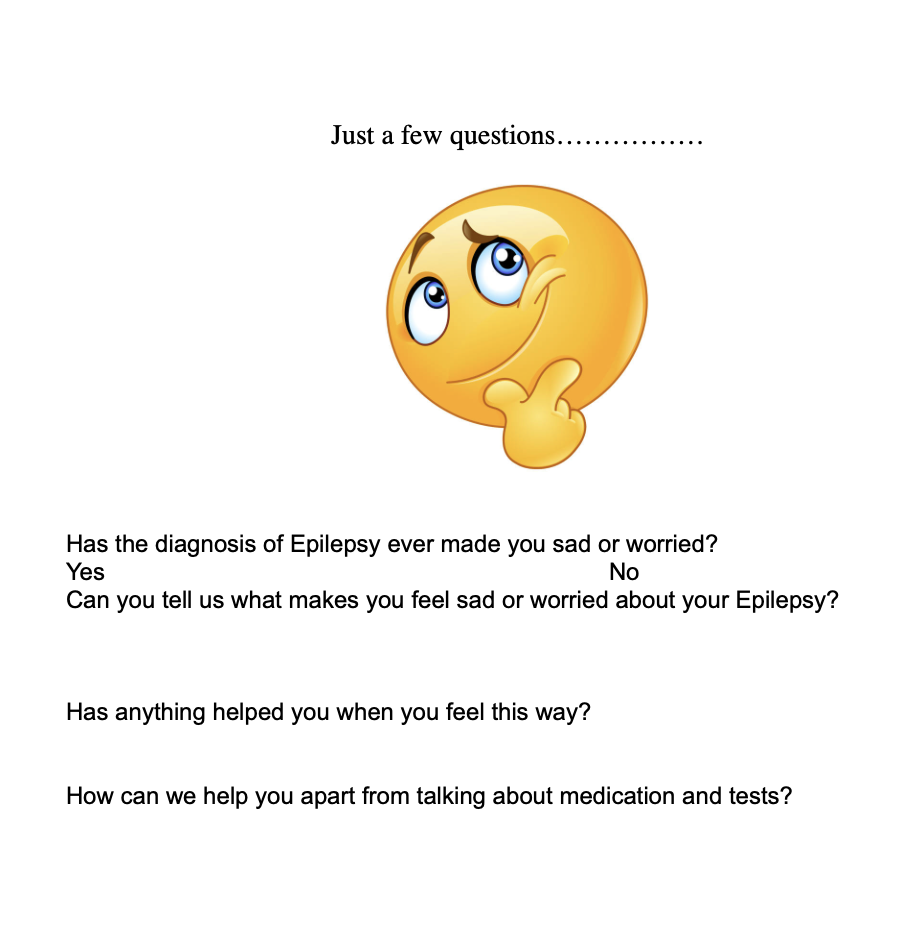 Just a few questions................
Has the diagnosis of Epilepsy ever made you sad or worried?
Yes No
Can you tell us what makes you feel sad or worried about your Epilepsy?
Has anything helped you when you feel this way?
How can we help you apart from talking about medication and tests?